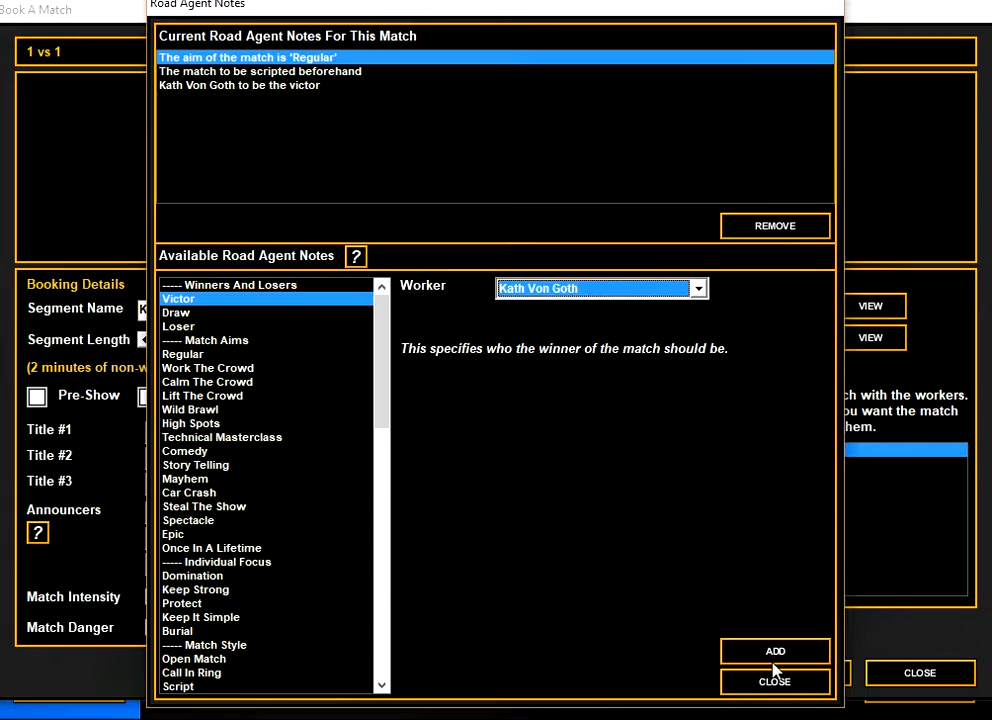 Book A Match
Road Agent Notes
1 vs 1
Current Road Agent Notes For This Match
The aim of the match is 'Regular'
The match to be scripted beforehand
Kath Von Goth to be the victor
REMOVE
Available Road Agent Notes ?
----- Winners And Losers
Victor
Draw
Loser
----- Match Aims
Regular
Work The Crowd
Calm The Crowd
Lift The Crowd
Wild Brawl
High Spots
Technical Masterclass
Comedy
Story Telling
Mayhem
Car Crash
Steal The Show
Spectacle
Epic
Once In A Lifetime
----- Individual Focus
Domination
Keep Strong
Protect
Keep It Simple
Burial
----- Match Style
Open Match
Call In Ring
Script
Worker
Kath Von Goth
This specifies who the winner of the match should be.
ADD
CLOSE
Booking Details
Segment Name
Segment Length
(2 minutes of non-w
Pre-Show
Title #1
Title #2
Title #3
Announcers
?
Match Intensity
Match Danger
VIEW
VIEW
ch with the workers.
ou want the match
hem.
CLOSE